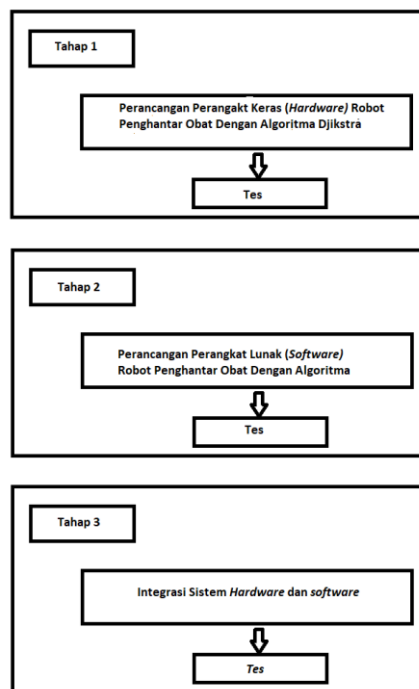 Tahap 1
Perancangan Perangakt Keras (Hardware) Robot
Penghantar Obat Dengan Algoritma Djikstra
Tes
Tahap 2
Perancangan Perangkat Lunak (Software)
Robot Penghantar Obat Dengan Algoritma
Tes
Tahap 3
Integrasi Sistem Hardware dan software
Tes